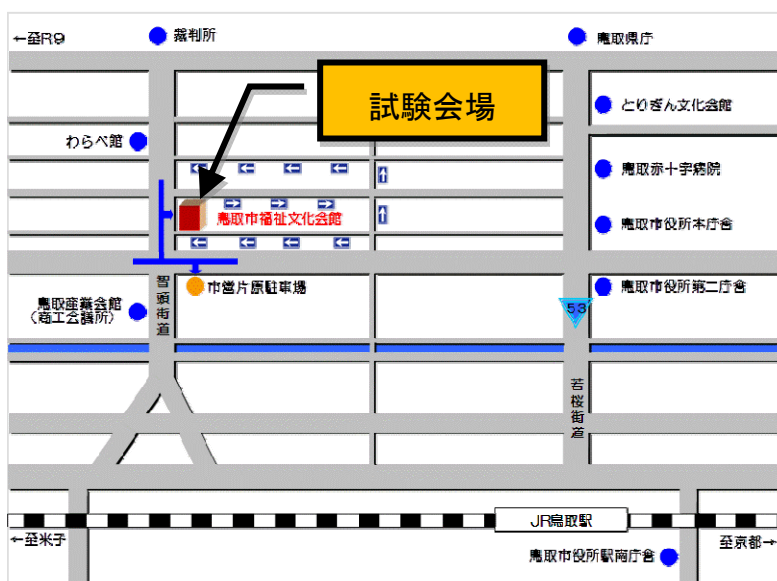 ←至R9
裁判所
鳥取県庁
試験会場
とりぎん文化会館
わらべ館
鳥取赤十字病院
鳥取市福祉文化会館
鳥取市役所本庁舎
智頭街道
市営片原駐車場
鳥取市役所第二庁舎
鳥取産業会館
(商工会議所)
53
若桜街道
JR鳥取駅
←至米子
至京都→
鳥取市役所駅南庁舎